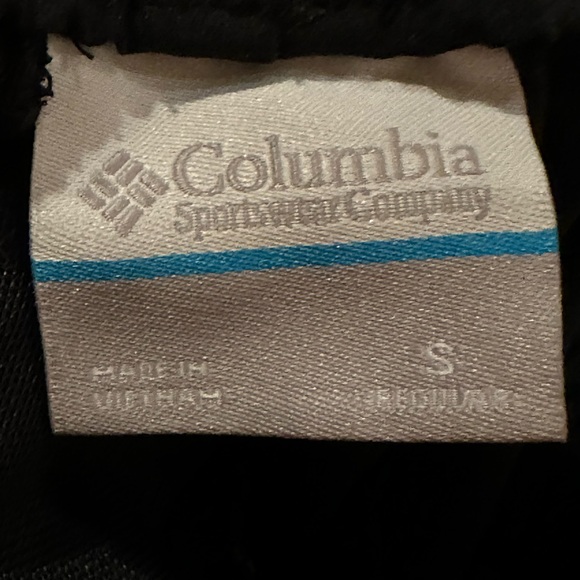 Columbia
Sportswear Company
S
MADE IN
VIETNAM
REGULAR